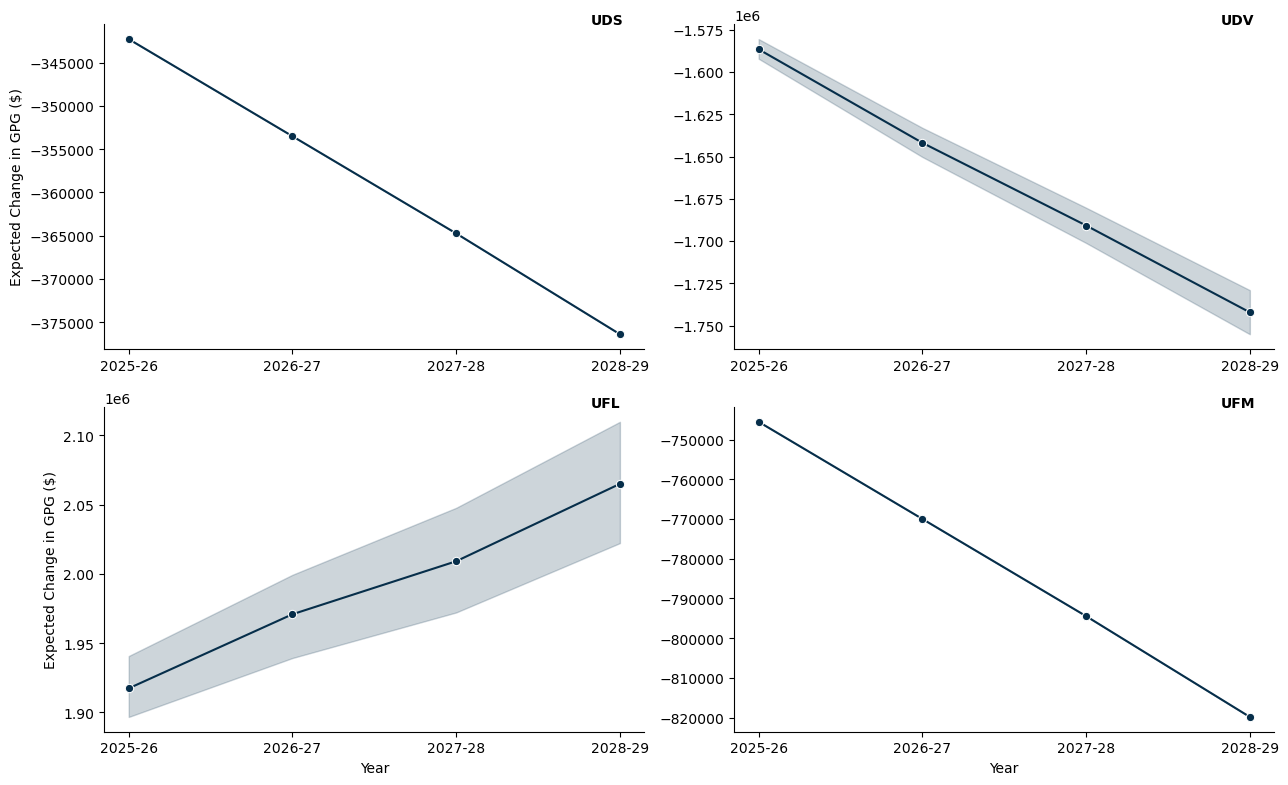 UDS
Expected Change in GPG ($)
−345000
−350000
−355000
−360000
−365000
−370000
−375000
2025-26 2026-27 2027-28 2028-29
1e6
UDV
−1.575
−1.600
−1.625
−1.650
−1.675
−1.700
−1.725
−1.750
2025-26 2026-27 2027-28 2028-29
1e6
UFL
Expected Change in GPG ($)
2.10
2.05
2.00
1.95
1.90
2025-26 2026-27 2027-28 2028-29
Year
UFM
−750000
−760000
−770000
−780000
−790000
−800000
−810000
−820000
2025-26 2026-27 2027-28 2028-29
Year